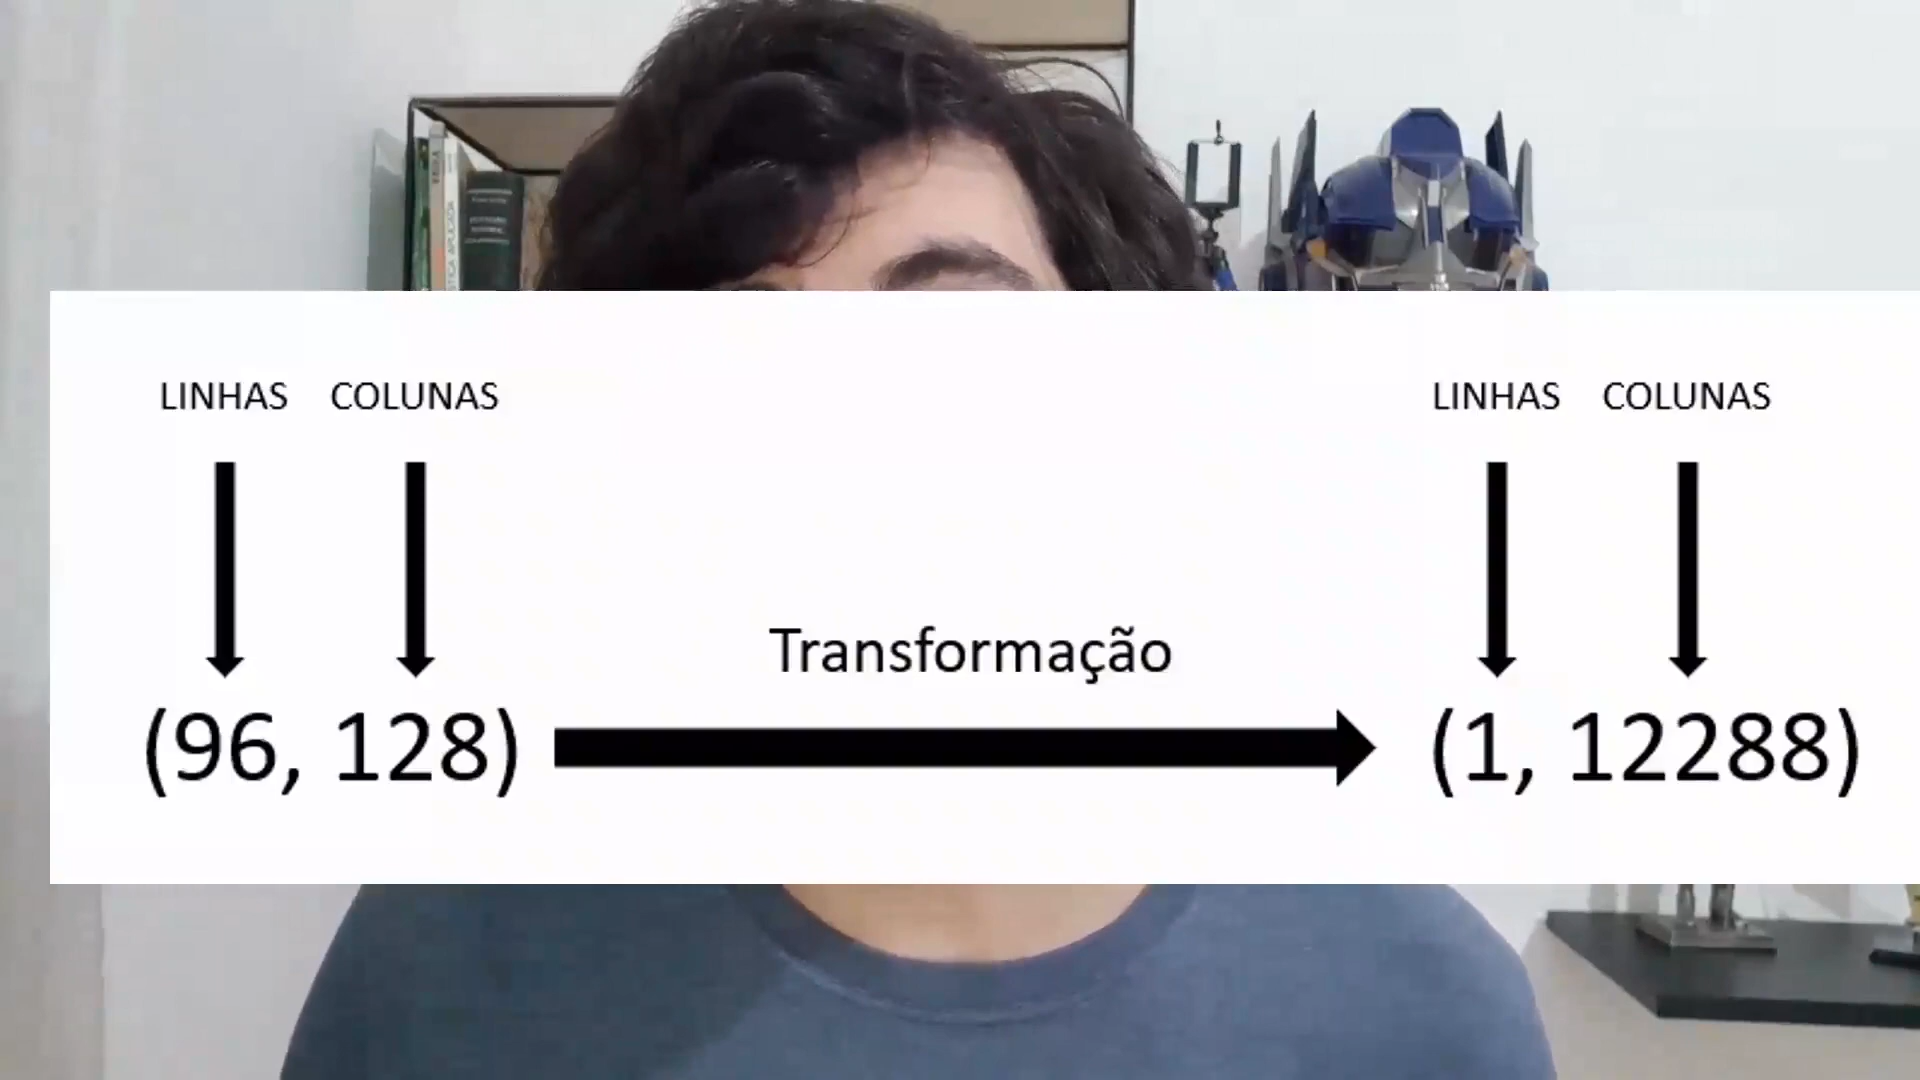 LINHAS COLUNAS LINHAS COLUNAS
Transformação
(96, 128) (1, 12288)